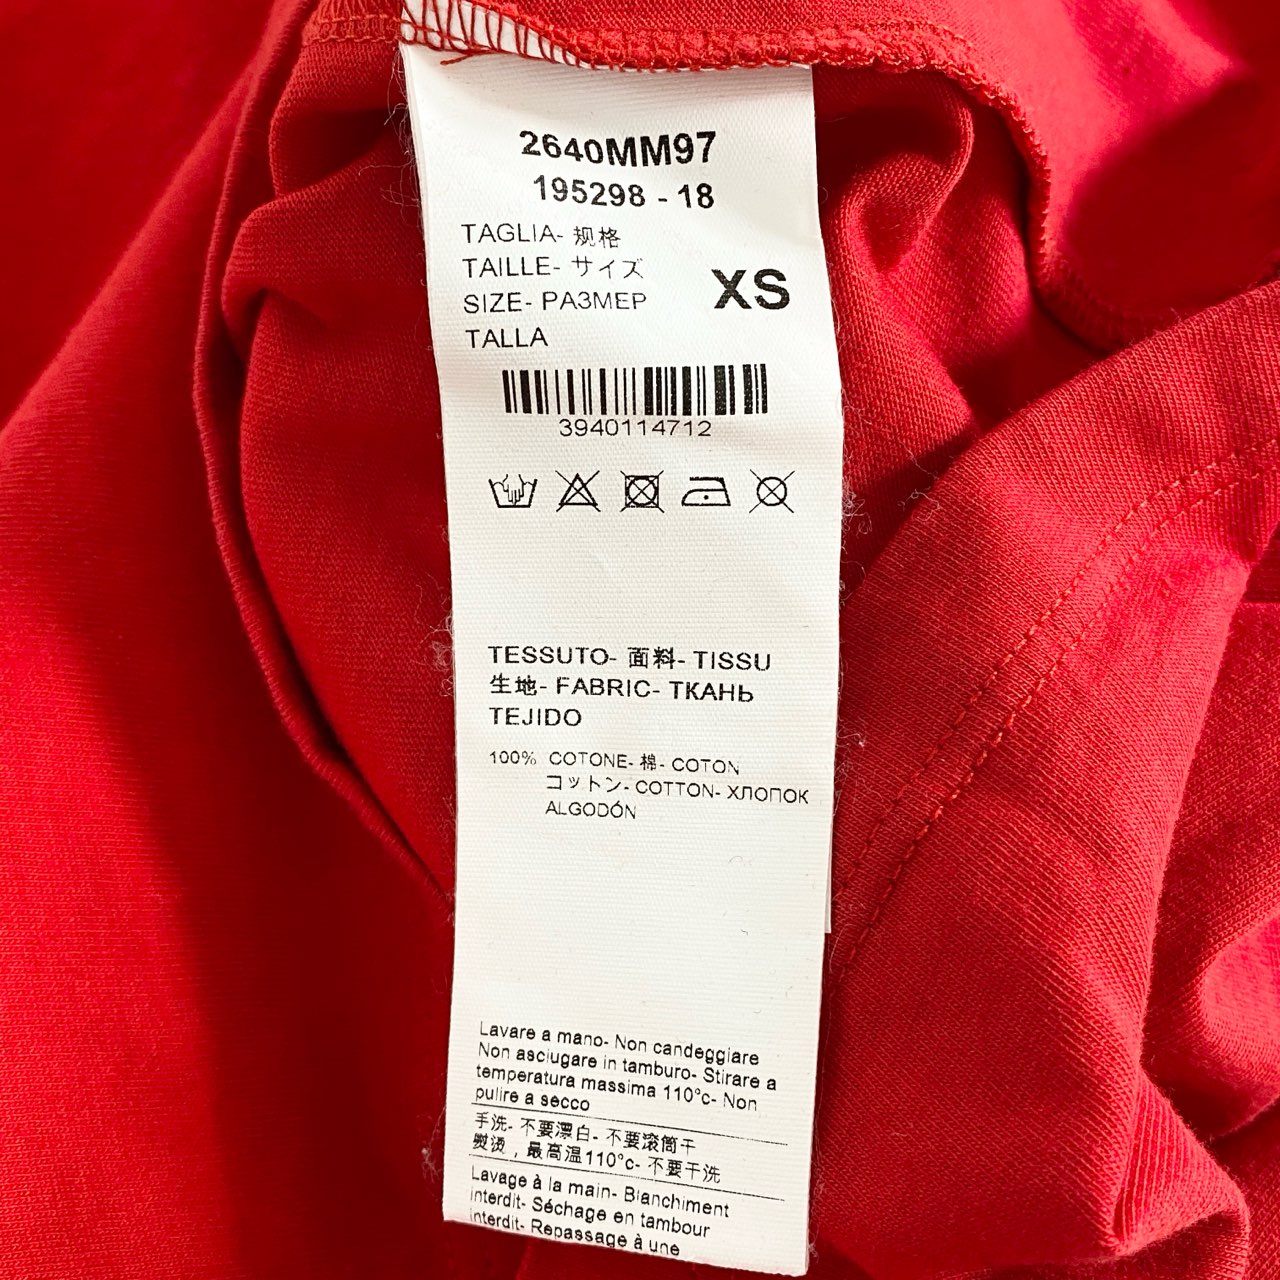 2640MM97
195298 - 18
TAGLIA- 规格
TAILLE- サイズ
SIZE- РАЗМЕР
TALLA
XS
3940114712
TESSUTO- 面料- TISSU
生地- FABRIC- ТКАНЬ
TEJIDO
100% COTONE- 棉- COTON
コットン- COTTON- ХЛОПОК
ALGODÓN
Lavare a mano- Non candeggiare
Non asciugare in tamburo- Stirare a
temperatura massima 110°c- Non
pulire a secco
手洗- 不要漂白- 不要滚筒干
熨烫，最高温110°c- 不要干洗
Lavage à la main- Blanchiment
interdit- Séchage en tambour
interdit- Repassage à une